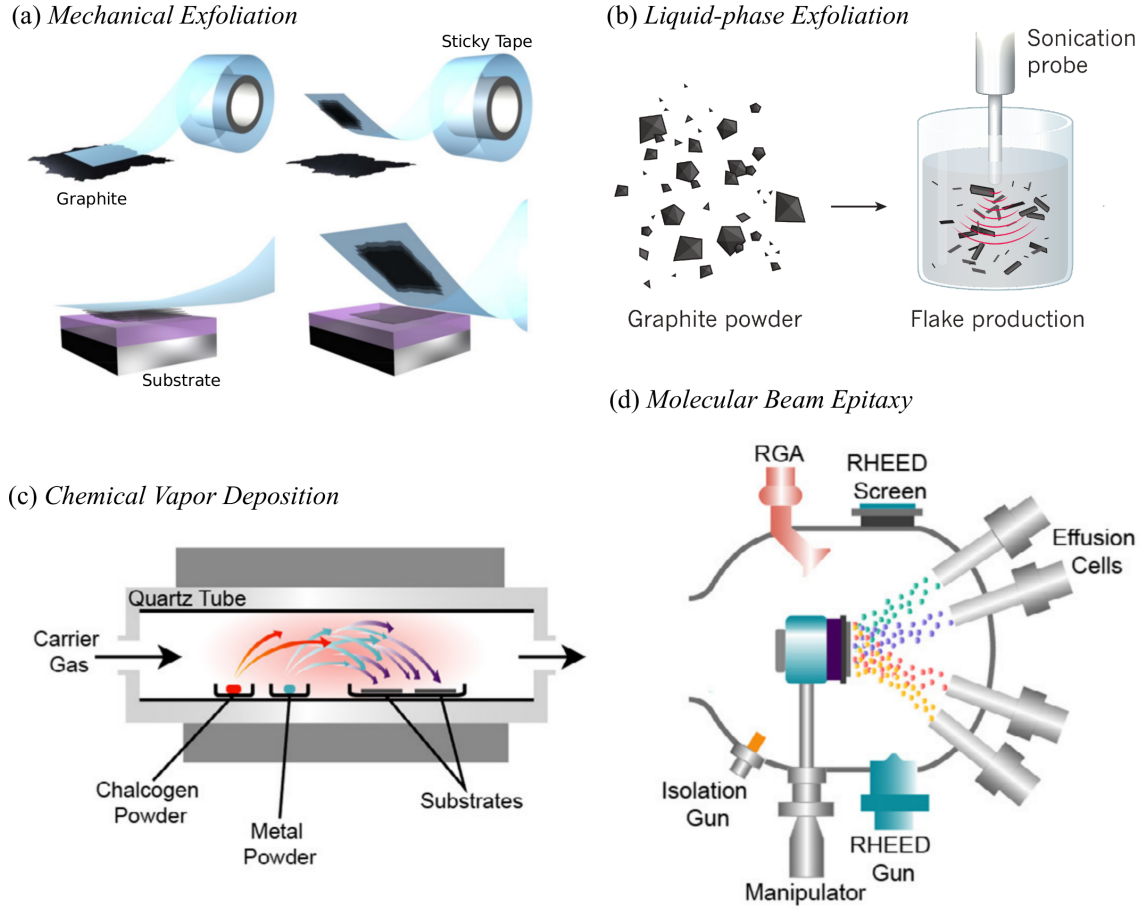 (a) Mechanical Exfoliation
Sticky Tape
Graphite
Substrate
(b) Liquid-phase Exfoliation
Sonication
probe
Graphite powder
Flake production
(c) Chemical Vapor Deposition
Quartz Tube
Carrier
Gas
Chalcogen
Powder
Metal
Powder
Substrates
(d) Molecular Beam Epitaxy
RGA
RHEED
Screen
Effusion
Cells
Isolation
Gun
Manipulator
RHEED
Gun